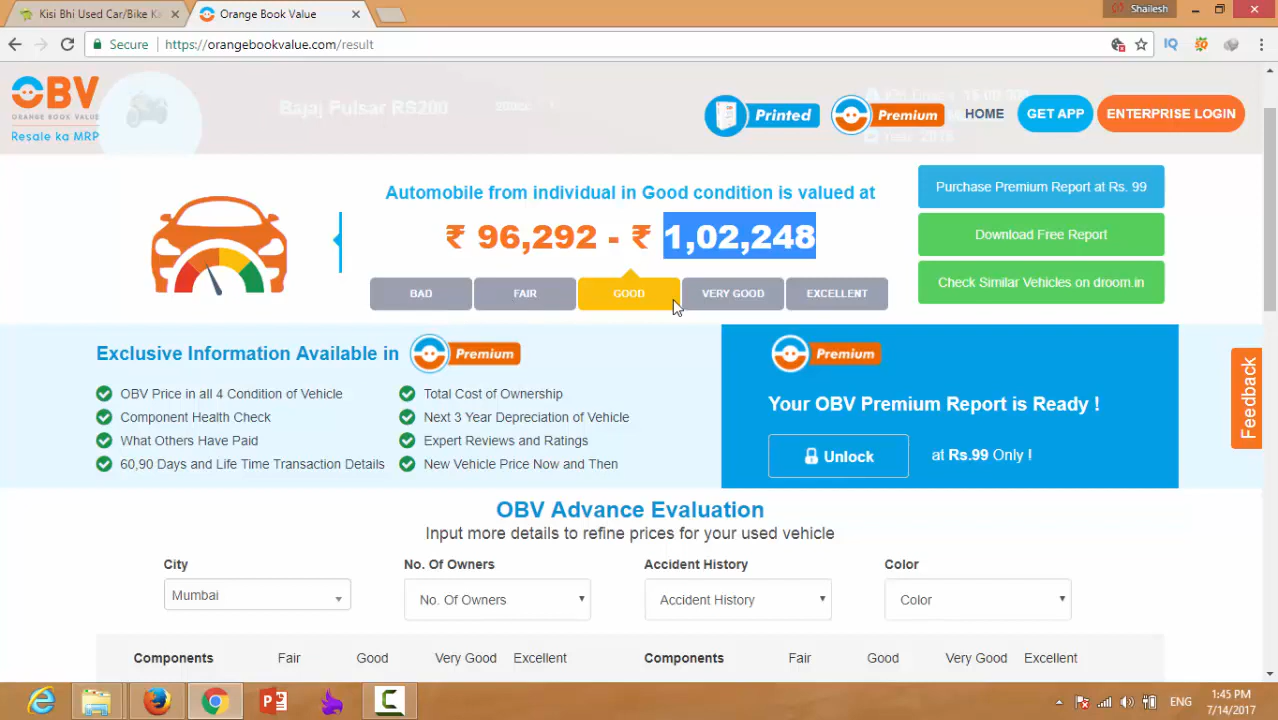 Kisi Bhi Used Car/Bike Ka
Orange Book Value
Shailesh
Secure
https://orangebookvalue.com/result
OBV
ORANGE BOOK VALUE
Resale ka MRP
Bajaj Pulsar RS200
Printed
Premium
HOME
GET APP
ENTERPRISE LOGIN
Automobile from individual in Good condition is valued at
₹ 96,292 - ₹ 1,02,248
BAD
FAIR
GOOD
VERY GOOD
EXCELLENT
Purchase Premium Report at Rs. 99
Download Free Report
Check Similar Vehicles on droom.in
Exclusive Information Available in
Premium
OBV Price in all 4 Condition of Vehicle
Component Health Check
What Others Have Paid
60,90 Days and Life Time Transaction Details
Total Cost of Ownership
Next 3 Year Depreciation of Vehicle
Expert Reviews and Ratings
New Vehicle Price Now and Then
Premium
Your OBV Premium Report is Ready !
Unlock
at Rs.99 Only !
Feedback
OBV Advance Evaluation
Input more details to refine prices for your used vehicle
City
No. Of Owners
Accident History
Color
Mumbai
No. Of Owners
Accident History
Color
Components Fair Good Very Good Excellent
Components Fair Good Very Good Excellent
ENG
1:45 PM
7/14/2017